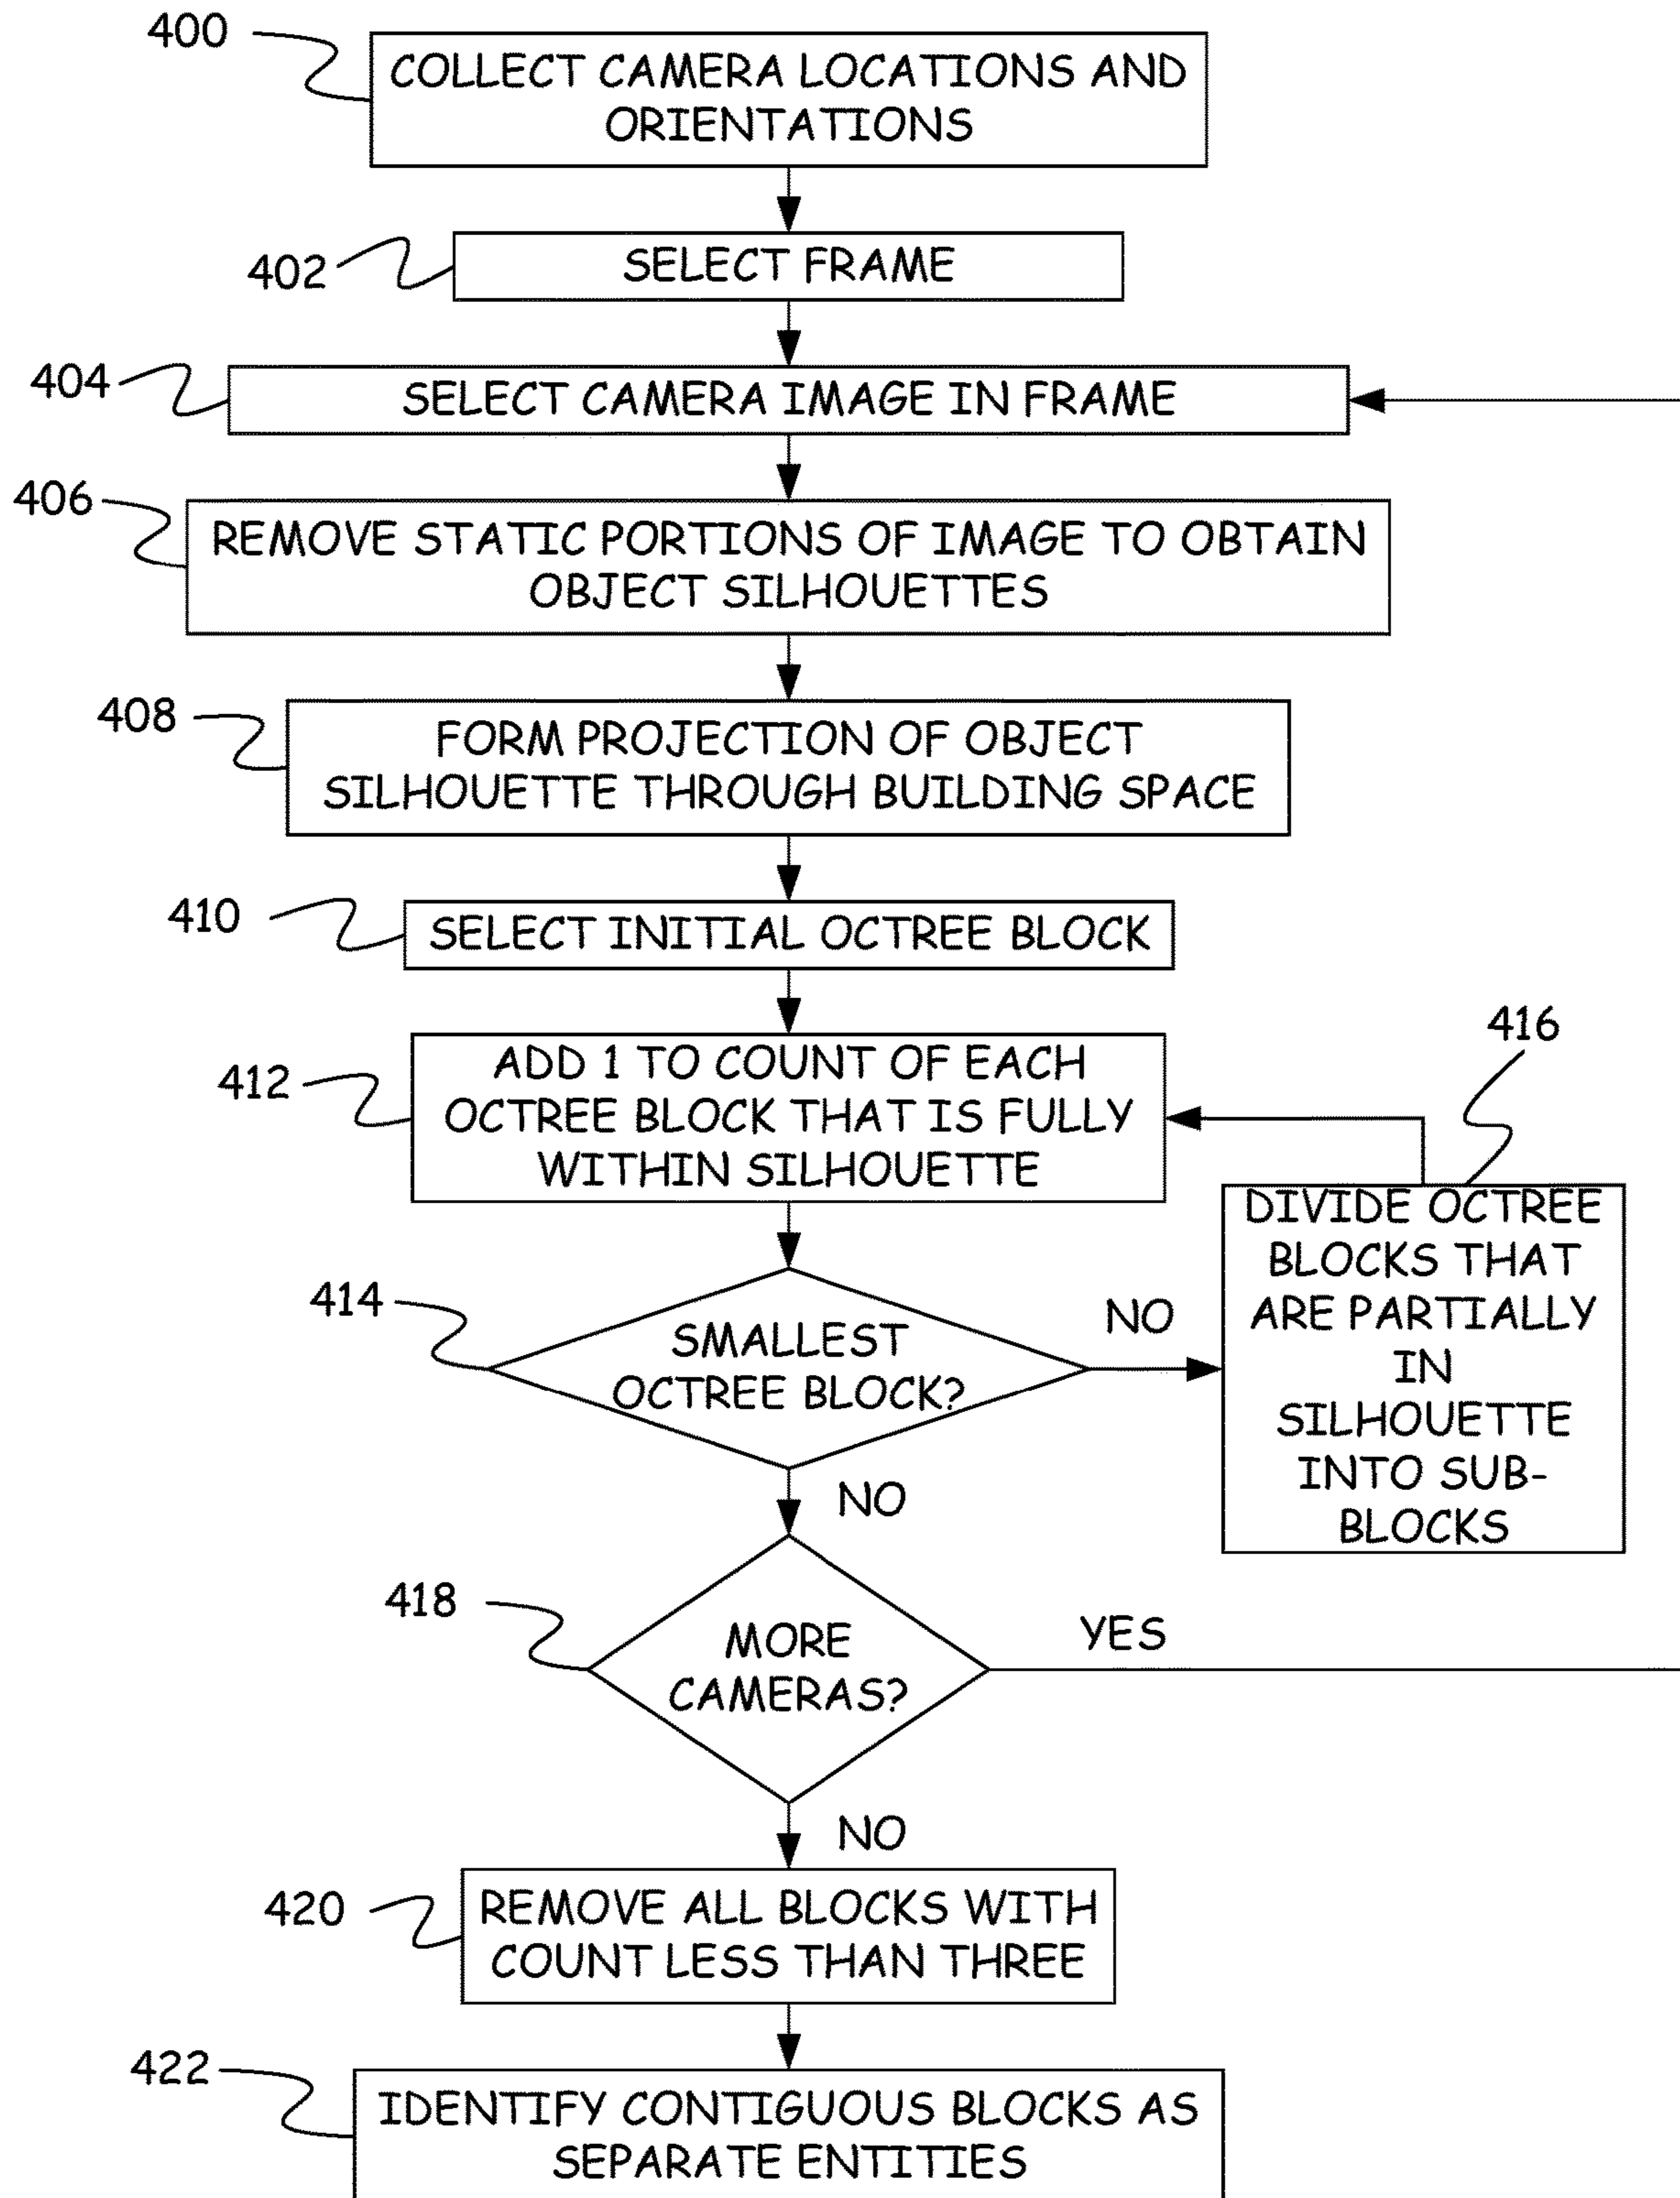 400
COLLECT CAMERA LOCATIONS AND
ORIENTATIONS
402
SELECT FRAME
404
SELECT CAMERA IMAGE IN FRAME
406
REMOVE STATIC PORTIONS OF IMAGE TO OBTAIN
OBJECT SILHOUETTES
408
FORM PROJECTION OF OBJECT
SILHOUETTE THROUGH BUILDING SPACE
410
SELECT INITIAL OCTREE BLOCK
412
ADD 1 TO COUNT OF EACH
OCTREE BLOCK THAT IS FULLY
WITHIN SILHOUETTE
414
SMALLEST
OCTREE BLOCK?
NO
416
DIVIDE OCTREE
BLOCKS THAT
ARE PARTIALLY
IN
SILHOUETTE
INTO SUB-
BLOCKS
NO
418
MORE
CAMERAS?
YES
NO
420
REMOVE ALL BLOCKS WITH
COUNT LESS THAN THREE
422
IDENTIFY CONTIGUOUS BLOCKS AS
SEPARATE ENTITIES